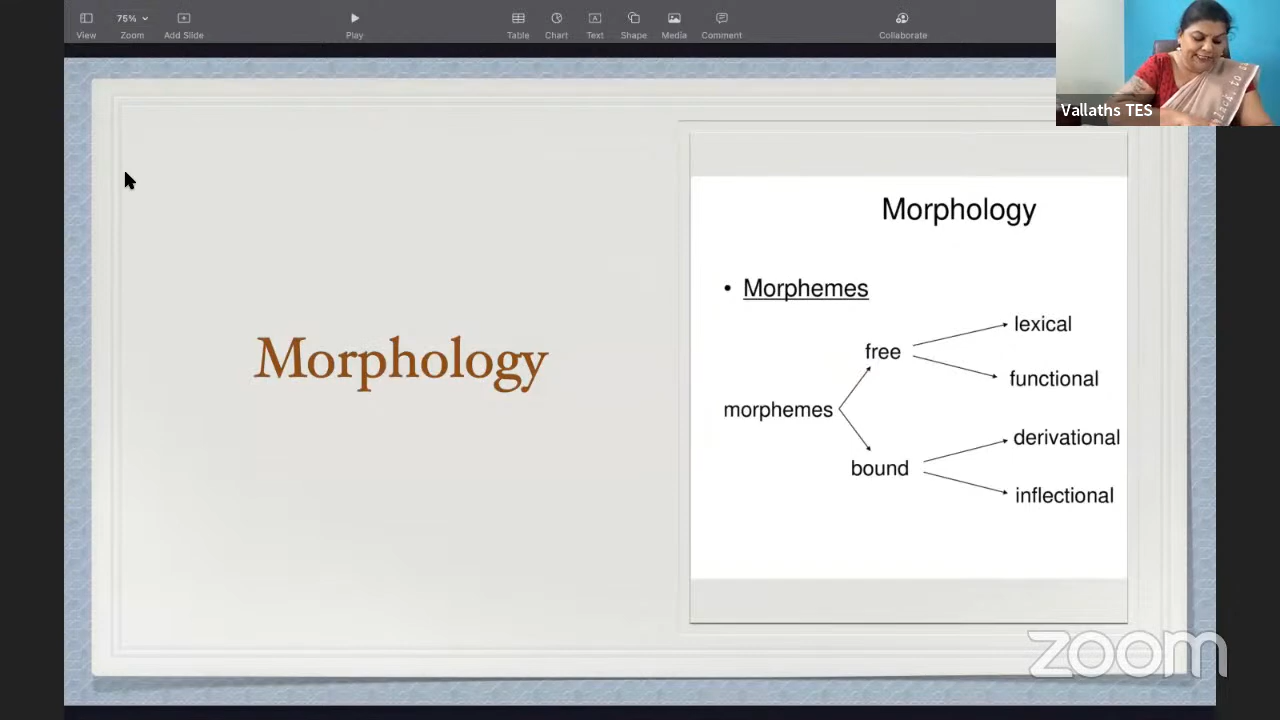 75%
View Zoom Add Slide Play Table Chart Text Shape Media Comment Collaborate
Vallaths TES
Morphology
Morphology
• Morphemes
lexical
free
functional
morphemes
derivational
bound
inflectional
zoom